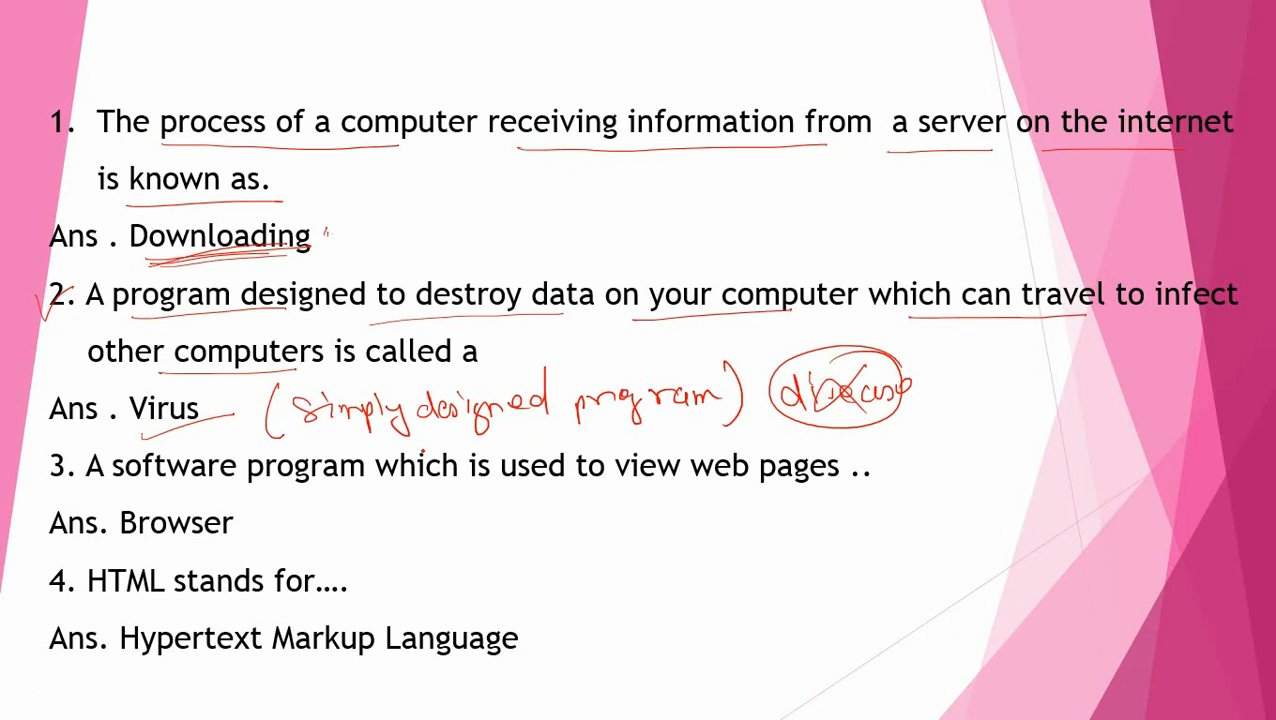 1. The process of a computer receiving information from a server on the internet
is known as.
Ans . Downloading
2. A program designed to destroy data on your computer which can travel to infect
other computers is called a
Ans . Virus (simply designed program) disease
3. A software program which is used to view web pages ..
Ans. Browser
4. HTML stands for....
Ans. Hypertext Markup Language